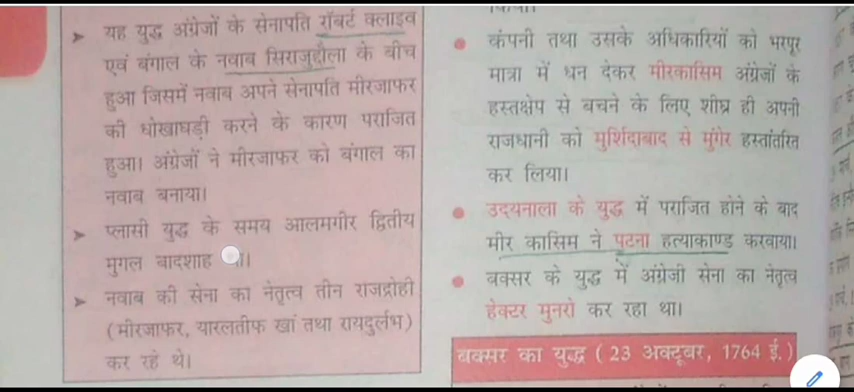 यह युद्ध अंग्रेजों के सेनापति रॉबर्ट क्लाइव
एवं बंगाल के नवाब सिराजुद्दौला के बीच
हुआ जिसमें नवाब अपने सेनापति मीरजाफर
की धोखाधड़ी करने के कारण पराजित
हुआ। अंग्रेजों ने मीरजाफर को बंगाल का
नवाब बनाया।
प्लासी युद्ध के समय आलमगीर द्वितीय
मुगल बादशाह
नवाब की सेना का नेतृत्व तीन राजद्रोही
(मीरजाफर, यारलतीफ खां तथा रायदुर्लभ)
कर रहे थे।
कंपनी तथा उसके अधिकारियों को भरपूर
मात्रा में धन देकर मीरकासिम अंग्रेजों के
हस्तक्षेप से बचने के लिए शीघ्र ही अपनी
राजधानी को मुर्शिदाबाद से मुंगेर हस्तांतरित
कर लिया।
उदयनाला के युद्ध में पराजित होने के बाद
मीर कासिम ने पटना हत्याकाण्ड करवाया।
बक्सर के युद्ध में अंग्रेजी सेना का नेतृत्व
हेक्टर मुनरो कर रहा था।
बक्सर का युद्ध ( 23 अक्टूबर, 1764 ई. )